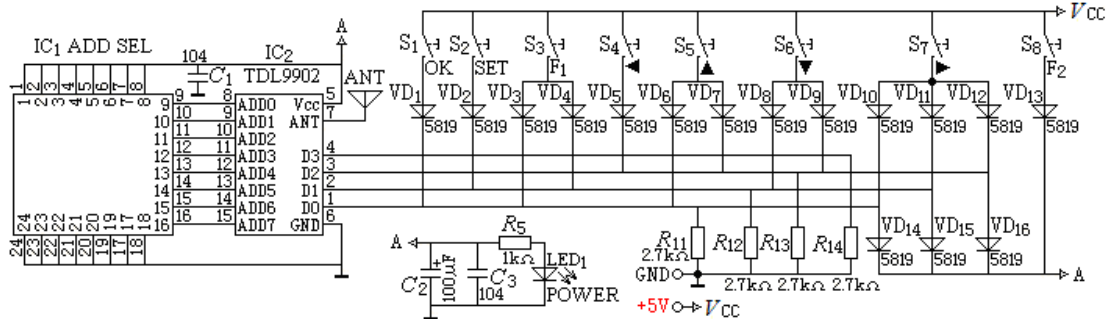 VCC
IC1 ADD SEL
IC2
TDL9902
A
ANT
104
C1
S1 S2 S3 S4 S5 S6 S7 S8
OK SET F1 ◀ ▲ ▼ ▶ F2
VD1 VD2 VD3 VD4 VD5 VD6 VD7 VD8 VD9 VD10 VD11 VD12 VD13
5819 5819 5819 5819 5819 5819 5819 5819 5819 5819 5819 5819 5819
1 2 3 4 5 6 7 8
1 2 3 4 5 6 7 8
9 9 8 ADD0 Vcc 5
10 10 9 ADD1 ANT 7
11 11 10 ADD2
12 12 11 ADD3 D3 4
13 13 12 ADD4 D2 3
14 14 13 ADD5 D1 2
15 15 14 ADD6 D0 1
16 16 15 ADD7 GND 6
24 23 22 21 20 19 17 18
24 23 22 21 20 19 17 18
A
R5
1kΩ
LED1
POWER
C2
+
100μF
C3
104
R11 R12 R13 R14
2.7kΩ
2.7kΩ 2.7kΩ 2.7kΩ
VD14 VD15 VD16
5819 5819 5819
GND
A
+5V VCC